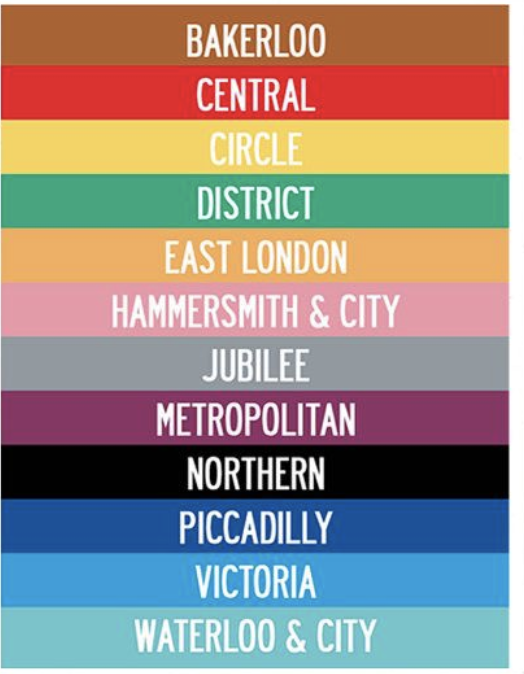 BAKERLOO
CENTRAL
CIRCLE
DISTRICT
EAST LONDON
HAMMERSMITH & CITY
JUBILEE
METROPOLITAN
NORTHERN
PICCADILLY
VICTORIA
WATERLOO & CITY